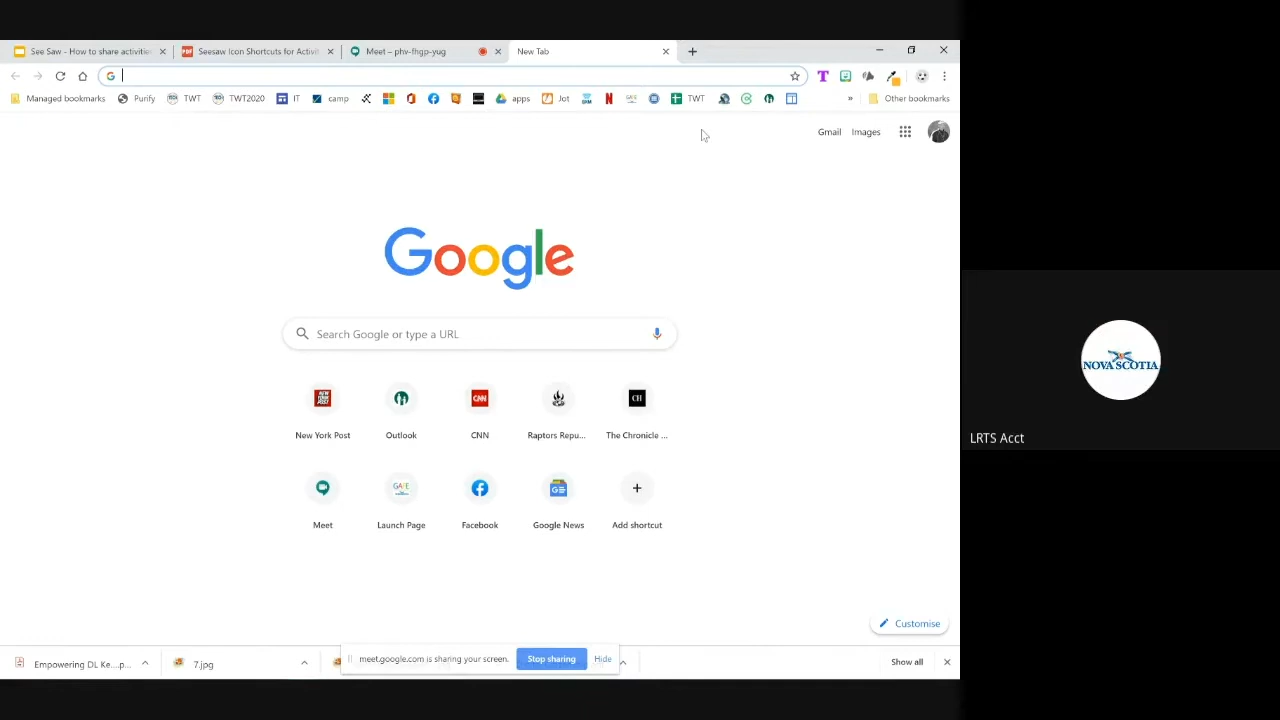 See Saw - How to share activities
Seesaw Icon Shortcuts for Activit
Meet – phv-fhgp-yug
New Tab
Managed bookmarks
Purify
TWT
TWT2020
IT
camp
apps
Jot
TWT
»
Other bookmarks
Gmail
Images
Google
Search Google or type a URL
New York Post
Outlook
CNN
Raptors Repu...
The Chronicle ...
Meet
Launch Page
Facebook
Google News
Add shortcut
Customise
Empowering DL Ke....p...
7.jpg
meet.google.com is sharing your screen.
Stop sharing
Hide
Show all
NOVA SCOTIA
LRTS Acct